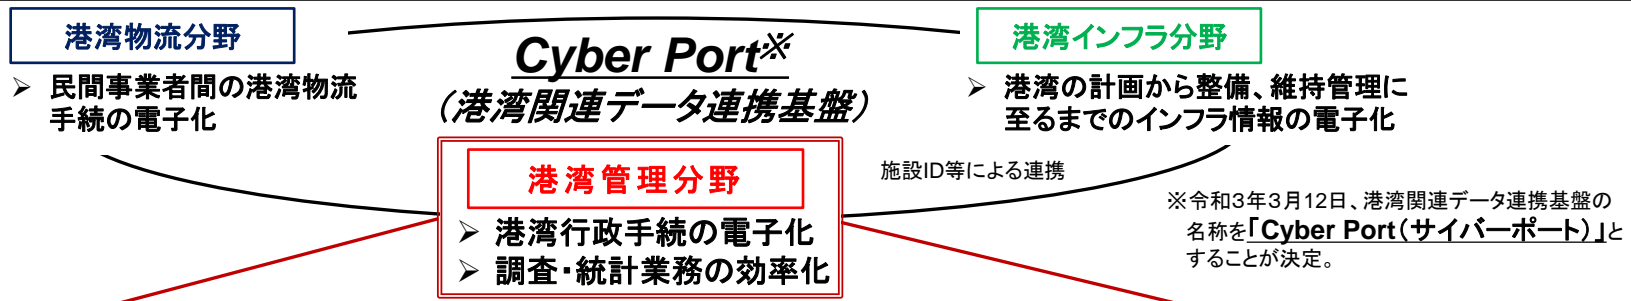 港湾物流分野
➢ 民間事業者間の港湾物流
手続の電子化
Cyber Port※
（港湾関連データ連携基盤）
港湾インフラ分野
➢ 港湾の計画から整備、維持管理に
至るまでのインフラ情報の電子化
港湾管理分野
➢ 港湾行政手続の電子化
➢ 調査・統計業務の効率化
施設ID等による連携
※令和3年3月12日、港湾関連データ連携基盤の
名称を「Cyber Port（サイバーポート）」と
することが決定。